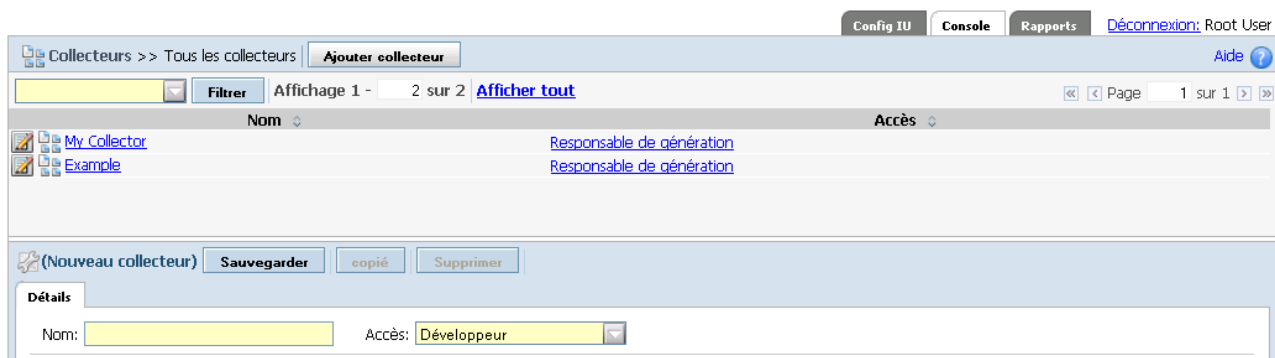 Config IU Console Rapports Déconnexion: Root User
Collecteurs >> Tous les collecteurs Ajouter collecteur Aide
Filtrer Affichage 1 - 2 sur 2 Afficher tout Page 1 sur 1
Nom Accès
My Collector Responsable de génération
Example Responsable de génération
(Nouveau collecteur) Sauvegarder copié Supprimer
Détails
Nom: Accès: Développeur